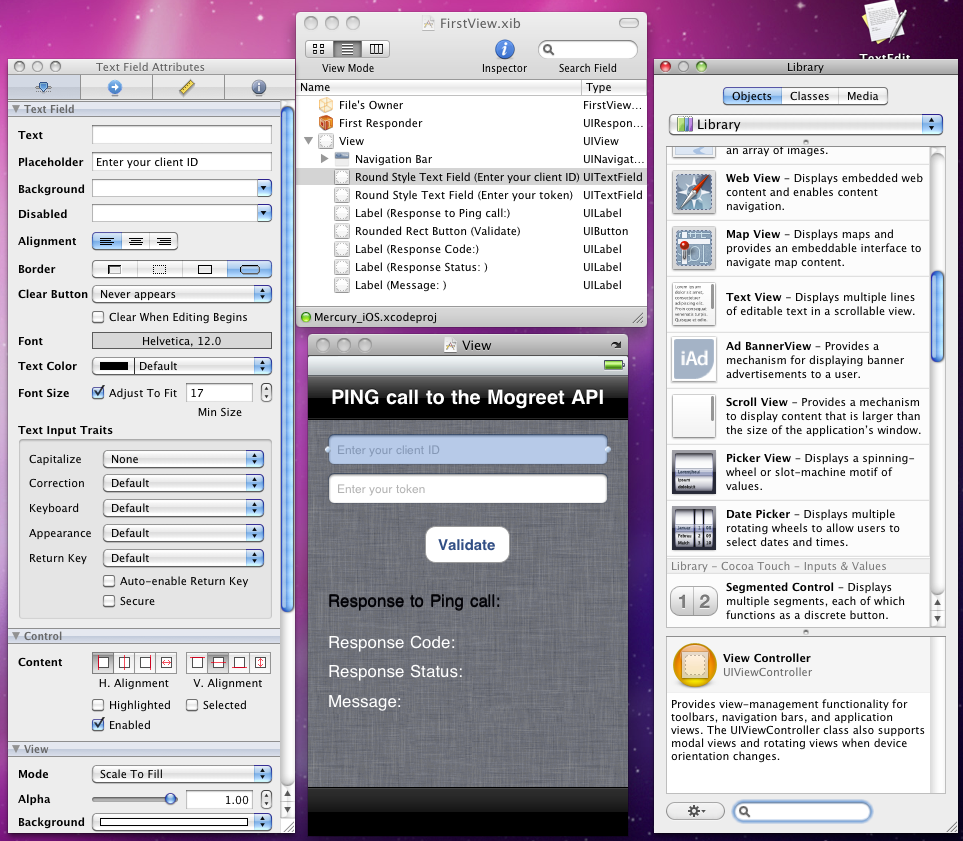 TextEdit
Text Field Attributes
Text Field
Text
Placeholder Enter your client ID
Background
Disabled
Alignment
Border
Clear Button Never appears
Clear When Editing Begins
Font Helvetica, 12.0
Text Color Default
Font Size Adjust To Fit 17
Min Size
Text Input Traits
Capitalize None
Correction Default
Keyboard Default
Appearance Default
Return Key Default
Auto-enable Return Key
Secure
Control
Content
H. Alignment V. Alignment
Highlighted Selected
Enabled
View
Mode Scale To Fill
Alpha 1.00
Background
FirstView.xib
View Mode Inspector Search Field
Name Type
File's Owner FirstView...
First Responder UIRespon...
View UIView
Navigation Bar UINavigat...
Round Style Text Field (Enter your client ID) UITextField
Round Style Text Field (Enter your token) UITextField
Label (Response to Ping call:) UILabel
Rounded Rect Button (Validate) UIButton
Label (Response Code:) UILabel
Label (Response Status: ) UILabel
Label (Message: ) UILabel
Mercury_iOS.xcodeproj
View
PING call to the Mogreet API
Enter your client ID
Enter your token
Validate
Response to Ping call:
Response Code:
Response Status:
Message:
Library
Objects Classes Media
Library
an array of images.
Web View – Displays embedded web
content and enables content
navigation.
Map View – Displays maps and
provides an embeddable interface to
navigate map content.
Text View – Displays multiple lines
of editable text in a scrollable view.
iAd
Ad BannerView – Provides a
mechanism for displaying banner
advertisements to a user.
Scroll View – Provides a mechanism
to display content that is larger than
the size of the application's window.
Picker View – Displays a spinning-
wheel or slot-machine motif of
values.
Date Picker – Displays multiple
rotating wheels to allow users to
select dates and times.
Library – Cocoa Touch – Inputs & Values
1 2
Segmented Control – Displays
multiple segments, each of which
functions as a discrete button.
View Controller
UIViewController
Provides view-management functionality for
toolbars, navigation bars, and application
views. The UIViewController class also supports
modal views and rotating views when device
orientation changes.